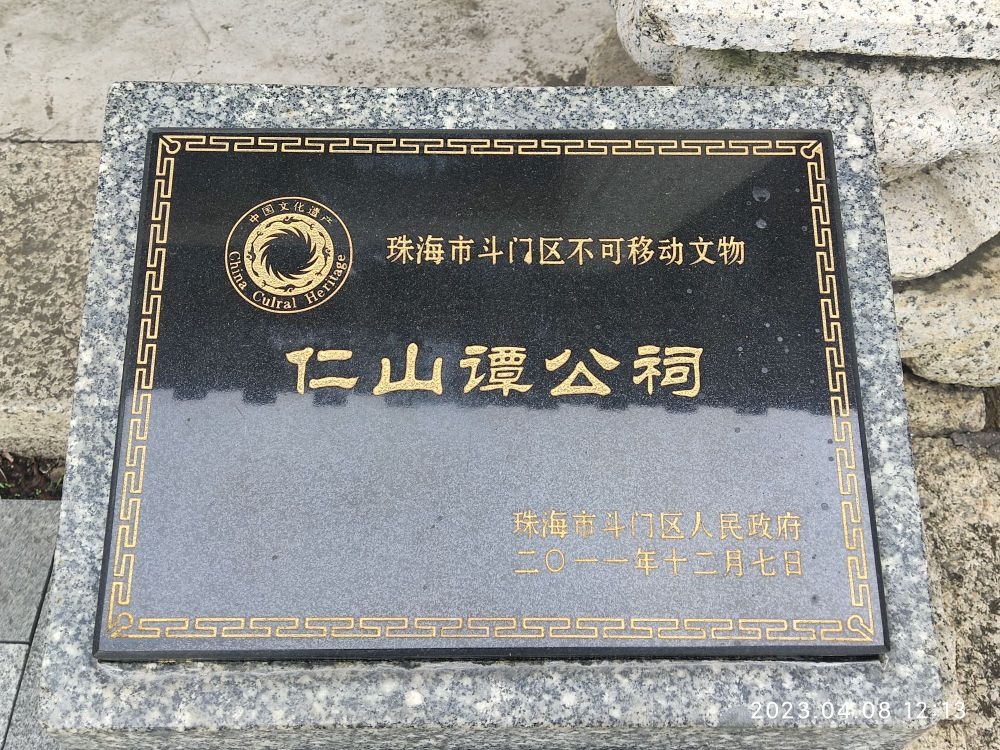 中国文化遗产
China Culral Heritage
珠海市斗门区不可移动文物
仁山谭公祠
珠海市斗门区人民政府
二〇一一年十二月七日
2023.04.08 12:13